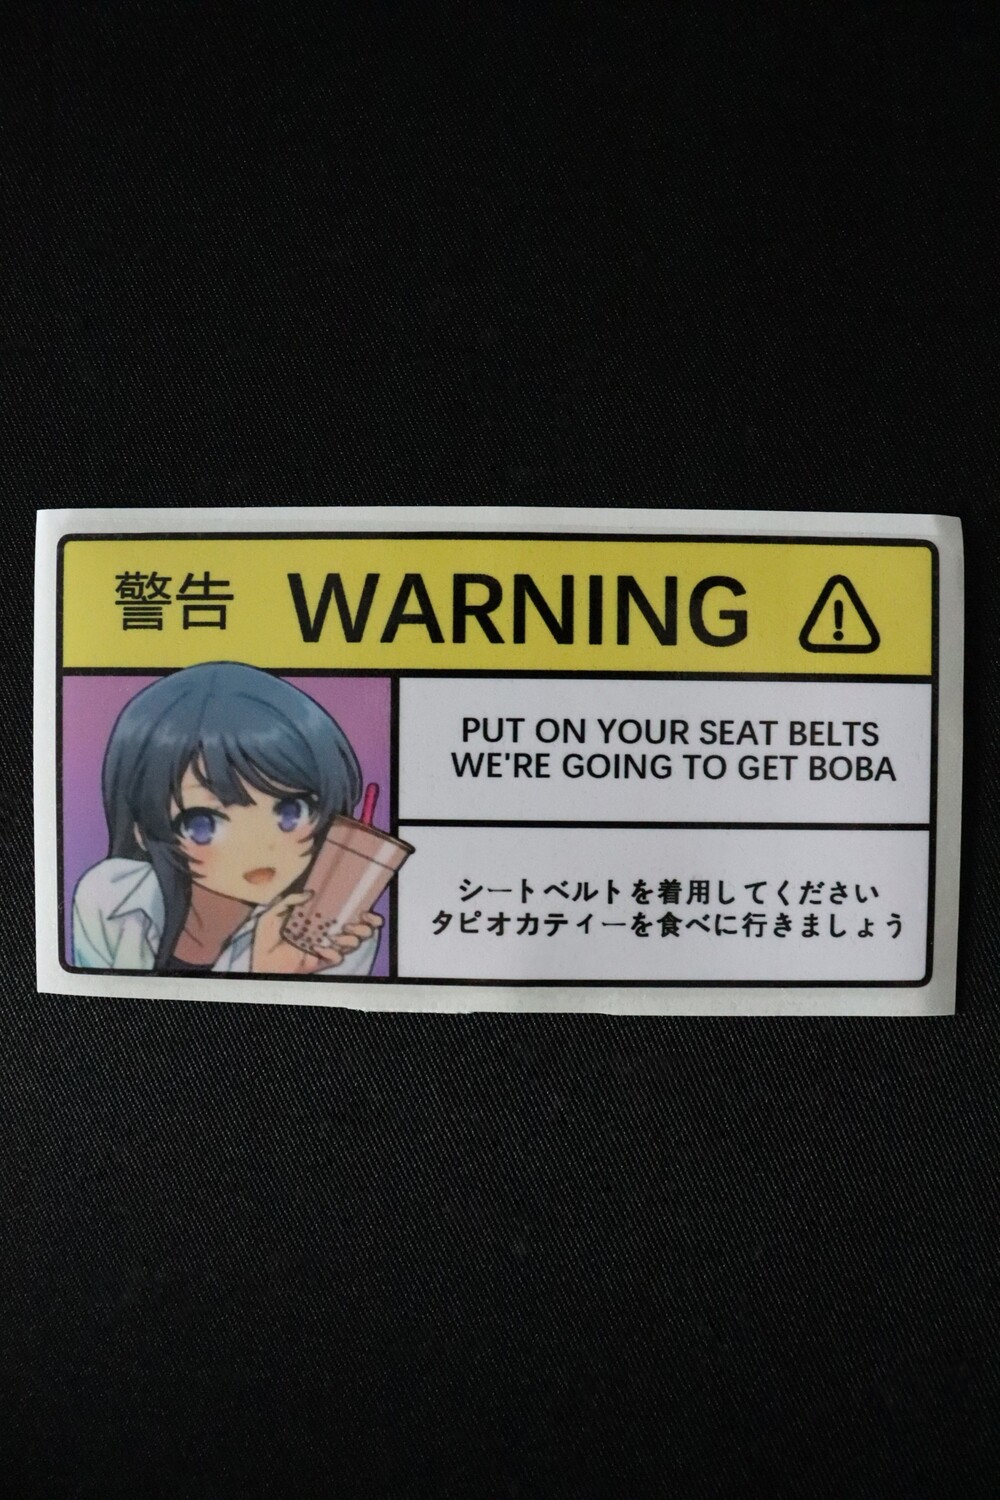 警告 WARNING
PUT ON YOUR SEAT BELTS
WE'RE GOING TO GET BOBA
シートベルトを着用してください
タピオカティーを食べに行きましょう